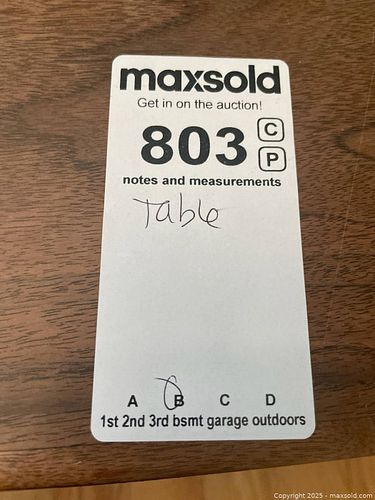 maxsold
Get in on the auction!
803 C
P
notes and measurements
Table
A B C D
1st 2nd 3rd bsmt garage outdoors
Copyright 2025 - maxsold.com